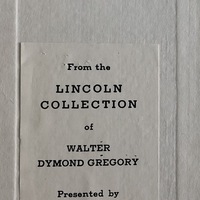 From the
LINCOLN
COLLECTION
of
WALTER
DYMOND GREGORY
Presented by